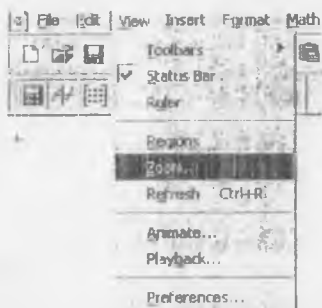 File Edit View Insert Format Math
Toolbars
Status Bar
Ruler
Regions
Zoom...
Refresh Ctrl+R
Animate...
Playback...
Preferences...